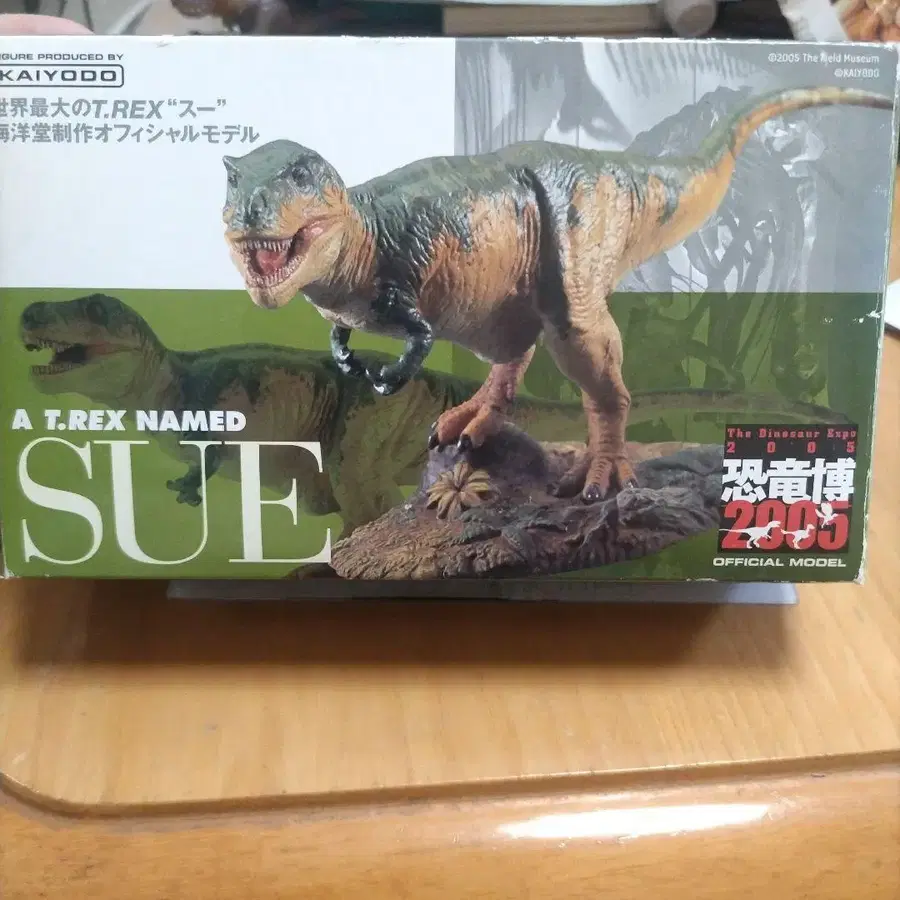 FIGURE PRODUCED BY
KAIYODO
世界最大のT.REX“スー”
海洋堂制作オフィシャルモデル
©2005 The Field Museum
©KAIYODO
A T.REX NAMED
SUE
The Dinosaur Expo
2005
恐竜博
2005
OFFICIAL MODEL